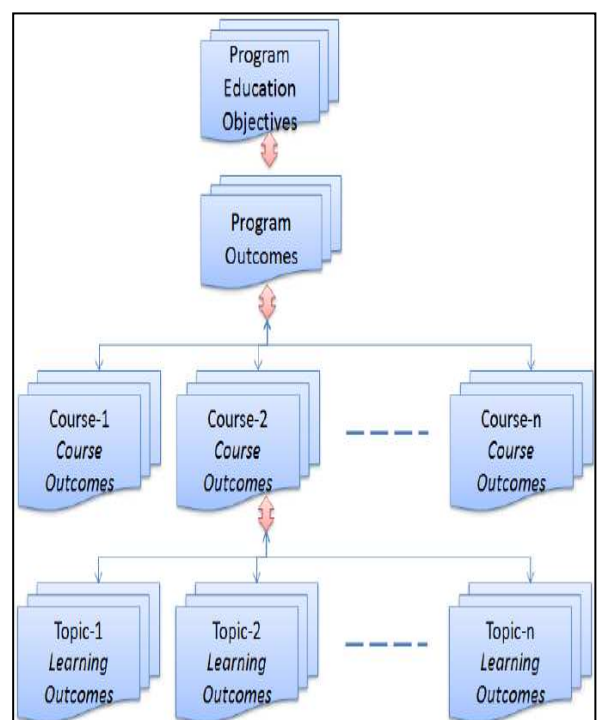 Program
Education
Objectives
Program
Outcomes
Course-1
Course
Outcomes
Course-2
Course
Outcomes
Course-n
Course
Outcomes
Topic-1
Learning
Outcomes
Topic-2
Learning
Outcomes
Topic-n
Learning
Outcomes